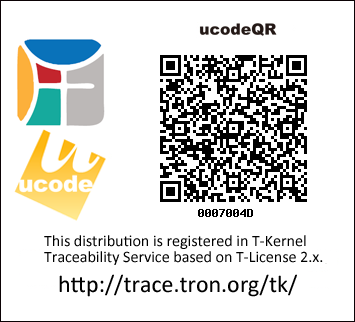 ucodeQR
u
ucode
0007004D
This distribution is registered in T-Kernel
Traceability Service based on T-License 2.x.
http://trace.tron.org/tk/